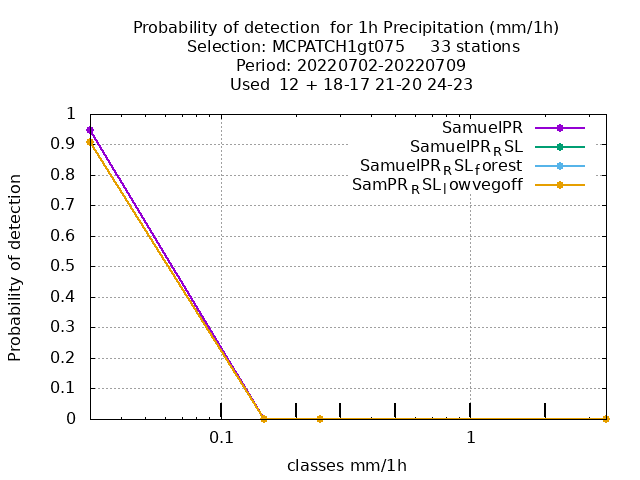 Probability of detection  for 1h Precipitation (mm/1h)
Selection: MCPATCH1gt075     33 stations
Period: 20220702-20220709
Used  12 + 18-17 21-20 24-23
SamuelPR
SamuelPR_RSL
SamuelPR_RSL_forest
SamPR_RSL_lowvegoff
Probability of detection
1
0.9
0.8
0.7
0.6
0.5
0.4
0.3
0.2
0.1
0
0.1
1
classes mm/1h